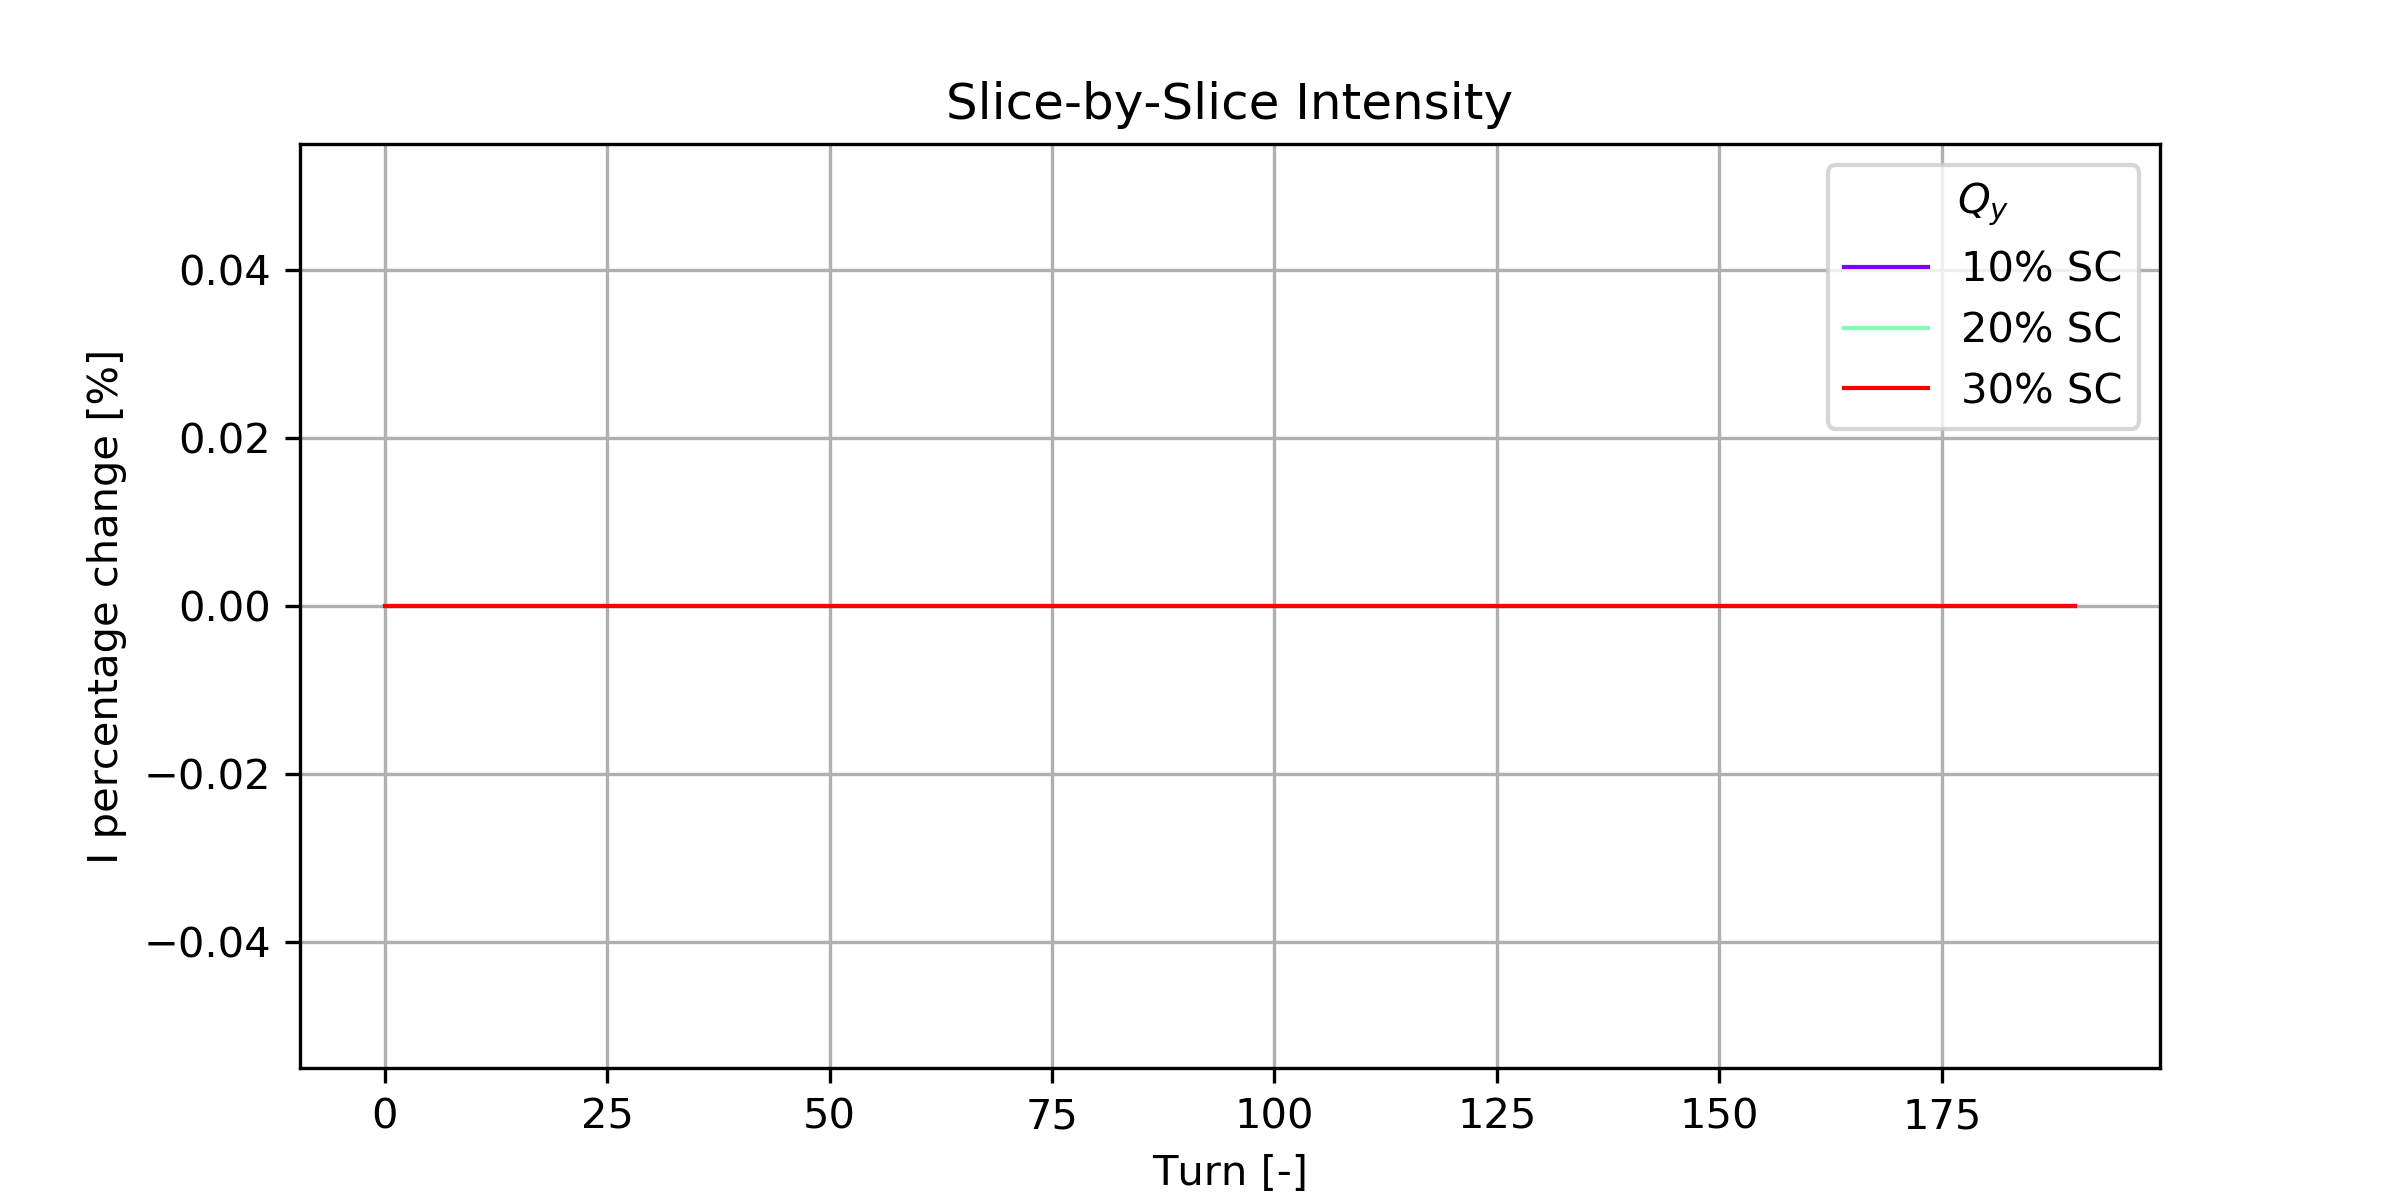 Slice-by-Slice Intensity
I percentage change [%]
0.04
0.02
0.00
−0.02
−0.04
Q_y
10% SC
20% SC
30% SC
0 25 50 75 100 125 150 175
Turn [-]